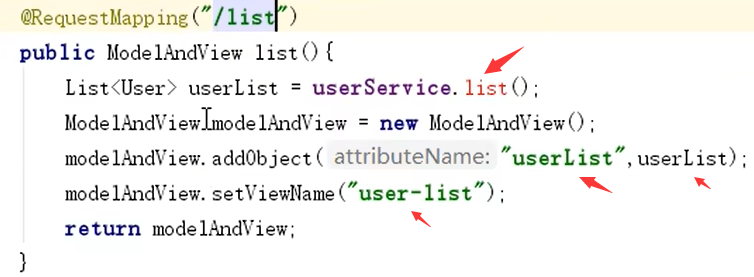 @RequestMapping("/list")
public ModelAndView list(){
List<User> userList = userService.list();
ModelAndView modelAndView = new ModelAndView();
modelAndView.addObject( attributeName: "userList",userList);
modelAndView.setViewName("user-list");
return modelAndView;
}